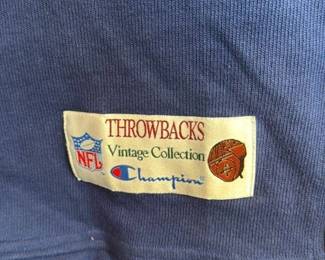 THROWBACKS
NFL Vintage Collection
Champion